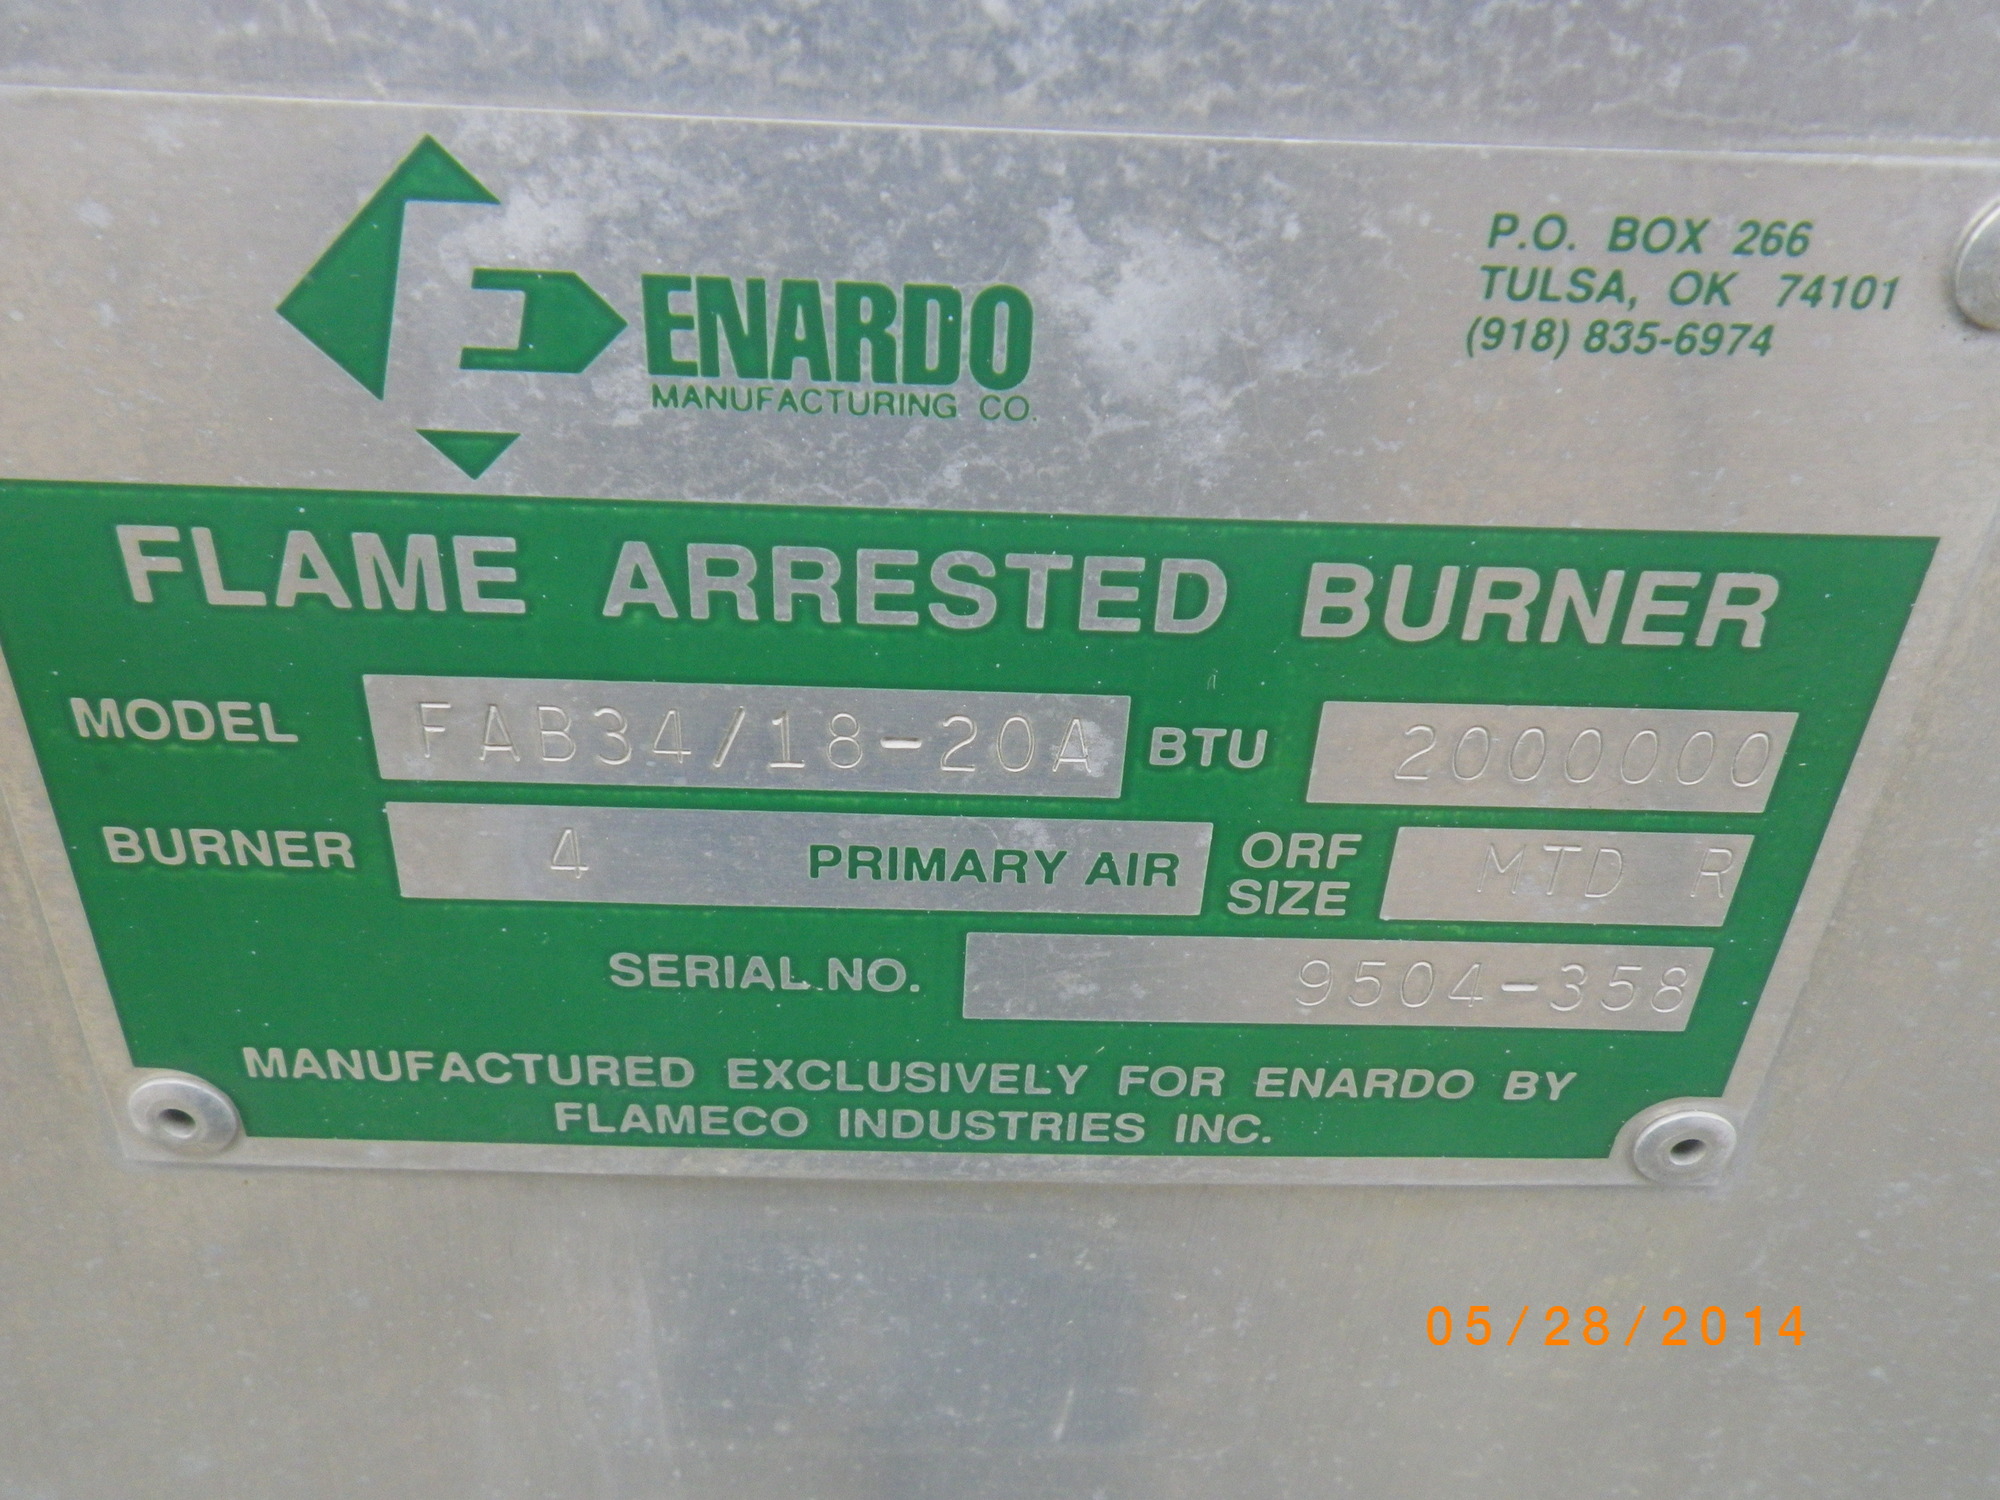 ENARDO
MANUFACTURING CO.
P.O. BOX 266
TULSA, OK 74101
(918) 835-6974
FLAME ARRESTED BURNER
MODEL FAB34/18-20A BTU 2000000
BURNER 4 PRIMARY AIR ORF SIZE MTD R
SERIAL NO. 9504-358
MANUFACTURED EXCLUSIVELY FOR ENARDO BY
FLAMECO INDUSTRIES INC.
05/28/2014